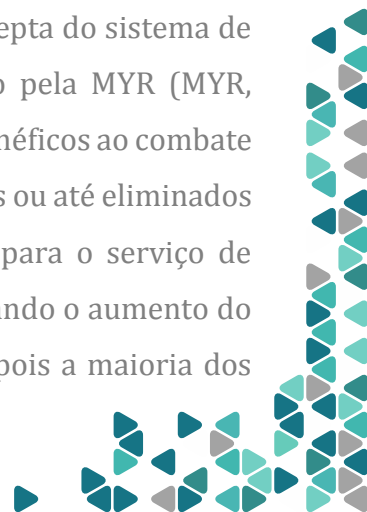 epta do sistema de
o pela MYR (MYR,
néficos ao combate
s ou até eliminados
para o serviço de
ando o aumento do
pois a maioria dos